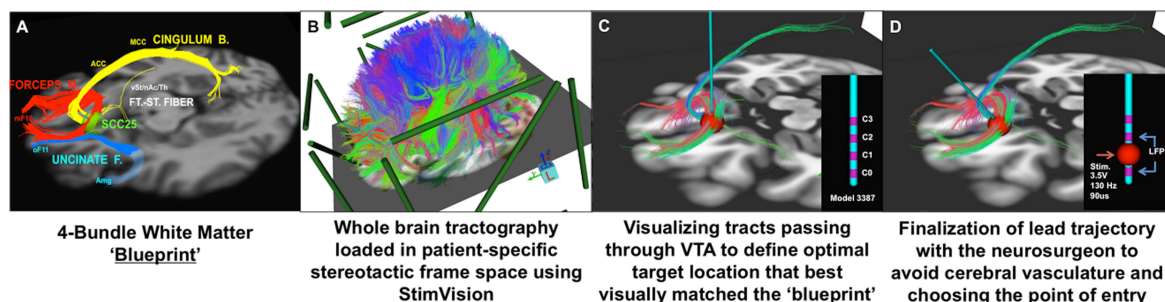 A
MCC
CINGULUM B.
ACC
FORCEPS M.
vSt/nAc/Th
FT.-ST. FIBER
mF10
SCC25
oF11
UNCINATE F.
Amg
4-Bundle White Matter
‘Blueprint’
B
L
Whole brain tractography
loaded in patient-specific
stereotactic frame space using
StimVision
C
C3
C2
C1
C0
Model 3387
Visualizing tracts passing
through VTA to define optimal
target location that best
visually matched the ‘blueprint’
D
LFP
Stim.
3.5V
130 Hz
90us
Finalization of lead trajectory
with the neurosurgeon to
avoid cerebral vasculature and
choosing the point of entry